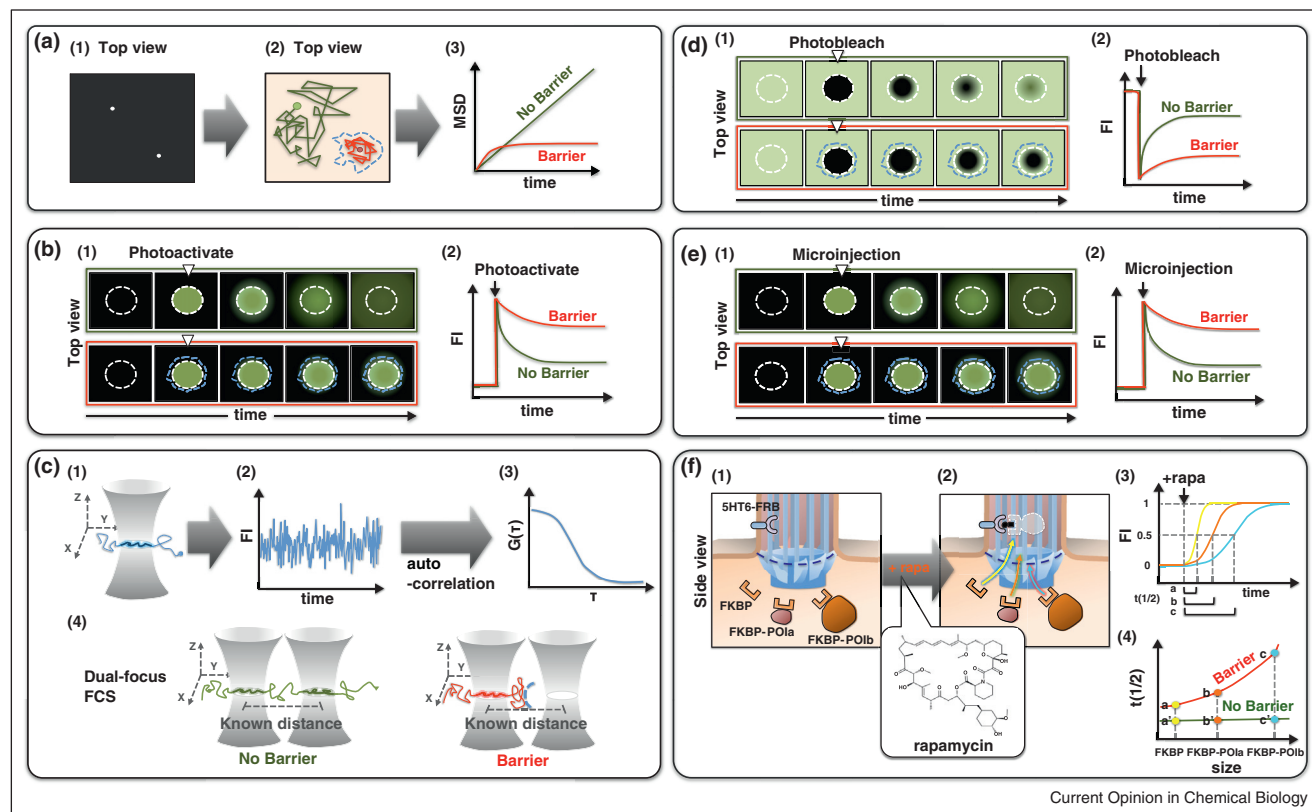 (a)
(1) Top view
(2) Top view
(3)
MSD
No Barrier
Barrier
time
(b)
(1) Photoactivate
Top view
time
(2)
Photoactivate
FI
Barrier
No Barrier
time
(c)
(1)
Z
Y
X
(2)
FI
time
auto
-correlation
(3)
G(τ)
τ
(4)
Dual-focus
FCS
Z
Y
X
Known distance
No Barrier
Z
Y
X
Known distance
Barrier
(d)
(1)
Photobleach
Top view
time
(2)
Photobleach
FI
No Barrier
Barrier
time
(e)
(1)
Microinjection
Top view
time
(2)
Microinjection
FI
Barrier
No Barrier
time
(f)
(1)
Side view
5HT6-FRB
FKBP
FKBP-POIa
FKBP-POIb
+ rapa
(2)
O
OH
N
OMe
rapamycin
(3)
+rapa
FI
1
0.5
0
time
t(1/2)
a
b
c
(4)
t(1/2)
Barrier
No Barrier
a
b
c
a'
b'
c'
FKBP FKBP-POIa FKBP-POIb
size
Current Opinion in Chemical Biology